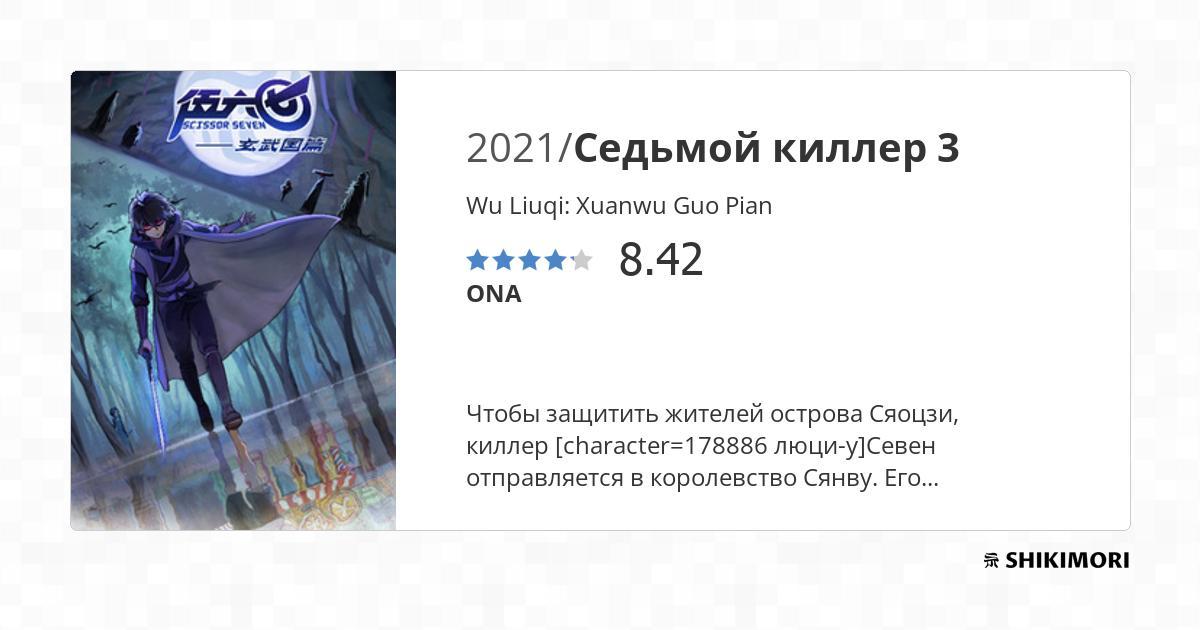 伍六七
SCISSOR SEVEN
——玄武国篇
2021/Седьмой киллер 3
Wu Liuqi: Xuanwu Guo Pian
8.42
ONA
Чтобы защитить жителей острова Сяоцзи,
киллер [character=178886 люци-у]Севен
отправляется в королевство Сянву. Его...
SHIKIMORI